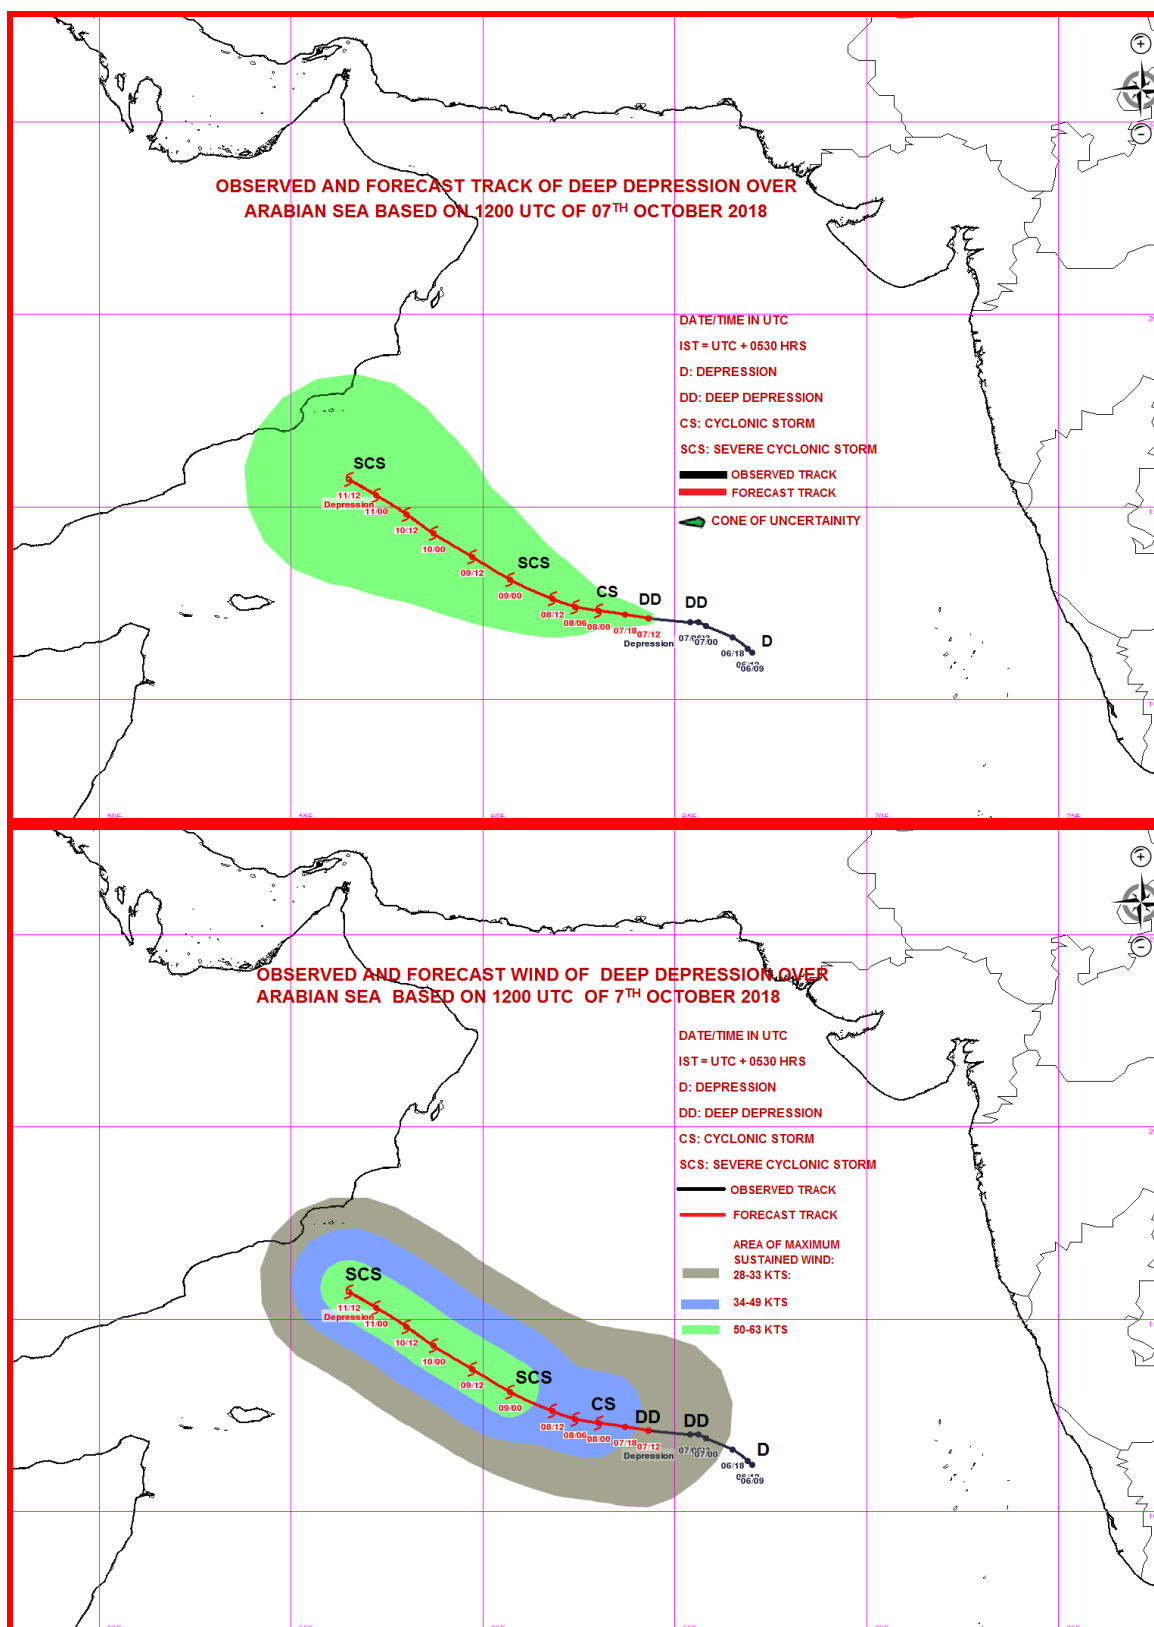 OBSERVED AND FORECAST TRACK OF DEEP DEPRESSION OVER
ARABIAN SEA BASED ON 1200 UTC OF 07TH OCTOBER 2018
DATE/TIME IN UTC
IST = UTC + 0530 HRS
D: DEPRESSION
DD: DEEP DEPRESSION
CS: CYCLONIC STORM
SCS: SEVERE CYCLONIC STORM
OBSERVED TRACK
FORECAST TRACK
CONE OF UNCERTAINITY
SCS
11/12
Depression
11/00
10/12
10/00
09/12
SCS
09/00
08/12
08/06
CS
08/00
07/18
DD
07/12
Depression
DD
07/00
06/18
D
06/09
50E
55E
60E
65E
70E
75E
OBSERVED AND FORECAST WIND OF DEEP DEPRESSION OVER
ARABIAN SEA BASED ON 1200 UTC OF 7TH OCTOBER 2018
DATE/TIME IN UTC
IST = UTC + 0530 HRS
D: DEPRESSION
DD: DEEP DEPRESSION
CS: CYCLONIC STORM
SCS: SEVERE CYCLONIC STORM
OBSERVED TRACK
FORECAST TRACK
AREA OF MAXIMUM
SUSTAINED WIND:
28-33 KTS:
34-49 KTS
50-63 KTS
SCS
11/12
Depression
11/00
10/12
10/00
09/12
SCS
09/00
08/12
08/06
CS
08/00
07/18
DD
07/12
Depression
DD
07/00
06/18
D
06/09